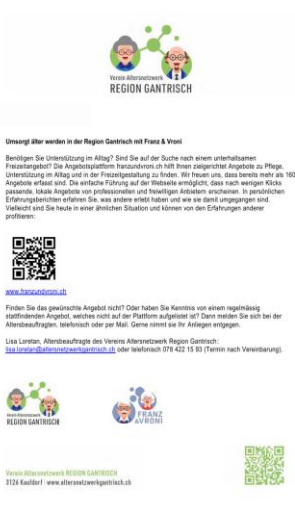 Verein Altersnetzwerk
REGION GANTRISCH
Umsorgt älter werden in der Region Gantrisch mit Franz & Vroni
Benötigen Sie Unterstützung im Alltag? Sind Sie auf der Suche nach einem unterhaltsamen
Freizeitangebot? Die Angebotsplattform franzundvroni.ch hilft Ihnen zielgerichtet Angebote zu Pflege,
Unterstützung im Alltag und in der Freizeitgestaltung zu finden. Wir freuen uns, dass bereits mehr als 160
Angebote erfasst sind. Die einfache Führung auf der Webseite ermöglicht, dass nach wenigen Klicks
passende, lokale Angebote von professionellen und freiwilligen Anbietern erscheinen. In persönlichen
Erfahrungsberichten erfahren Sie, was andere erlebt haben und wie sie damit umgegangen sind.
Vielleicht sind Sie heute in einer ähnlichen Situation und können von den Erfahrungen anderer
profitieren:
www.franzundvroni.ch
Finden Sie das gewünschte Angebot nicht? Oder haben Sie Kenntnis von einem regelmässig
stattfindenden Angebot, welches nicht auf der Plattform aufgelistet ist? Dann melden Sie sich bei der
Altersbeauftragten, telefonisch oder per Mail. Gerne nimmt sie Ihr Anliegen entgegen.
Lisa Loretan, Altersbeauftragte des Vereins Altersnetzwerk Region Gantrisch:
lisa.loretan@altersnetzwerkgantrisch.ch oder telefonisch 078 422 15 93 (Termin nach Vereinbarung).
Verein Altersnetzwerk
REGION GANTRISCH
FRANZ
&VRONI
Verein Altersnetzwerk REGION GANTRISCH
3126 Kaufdorf | www.altersnetzwerkgantrisch.ch